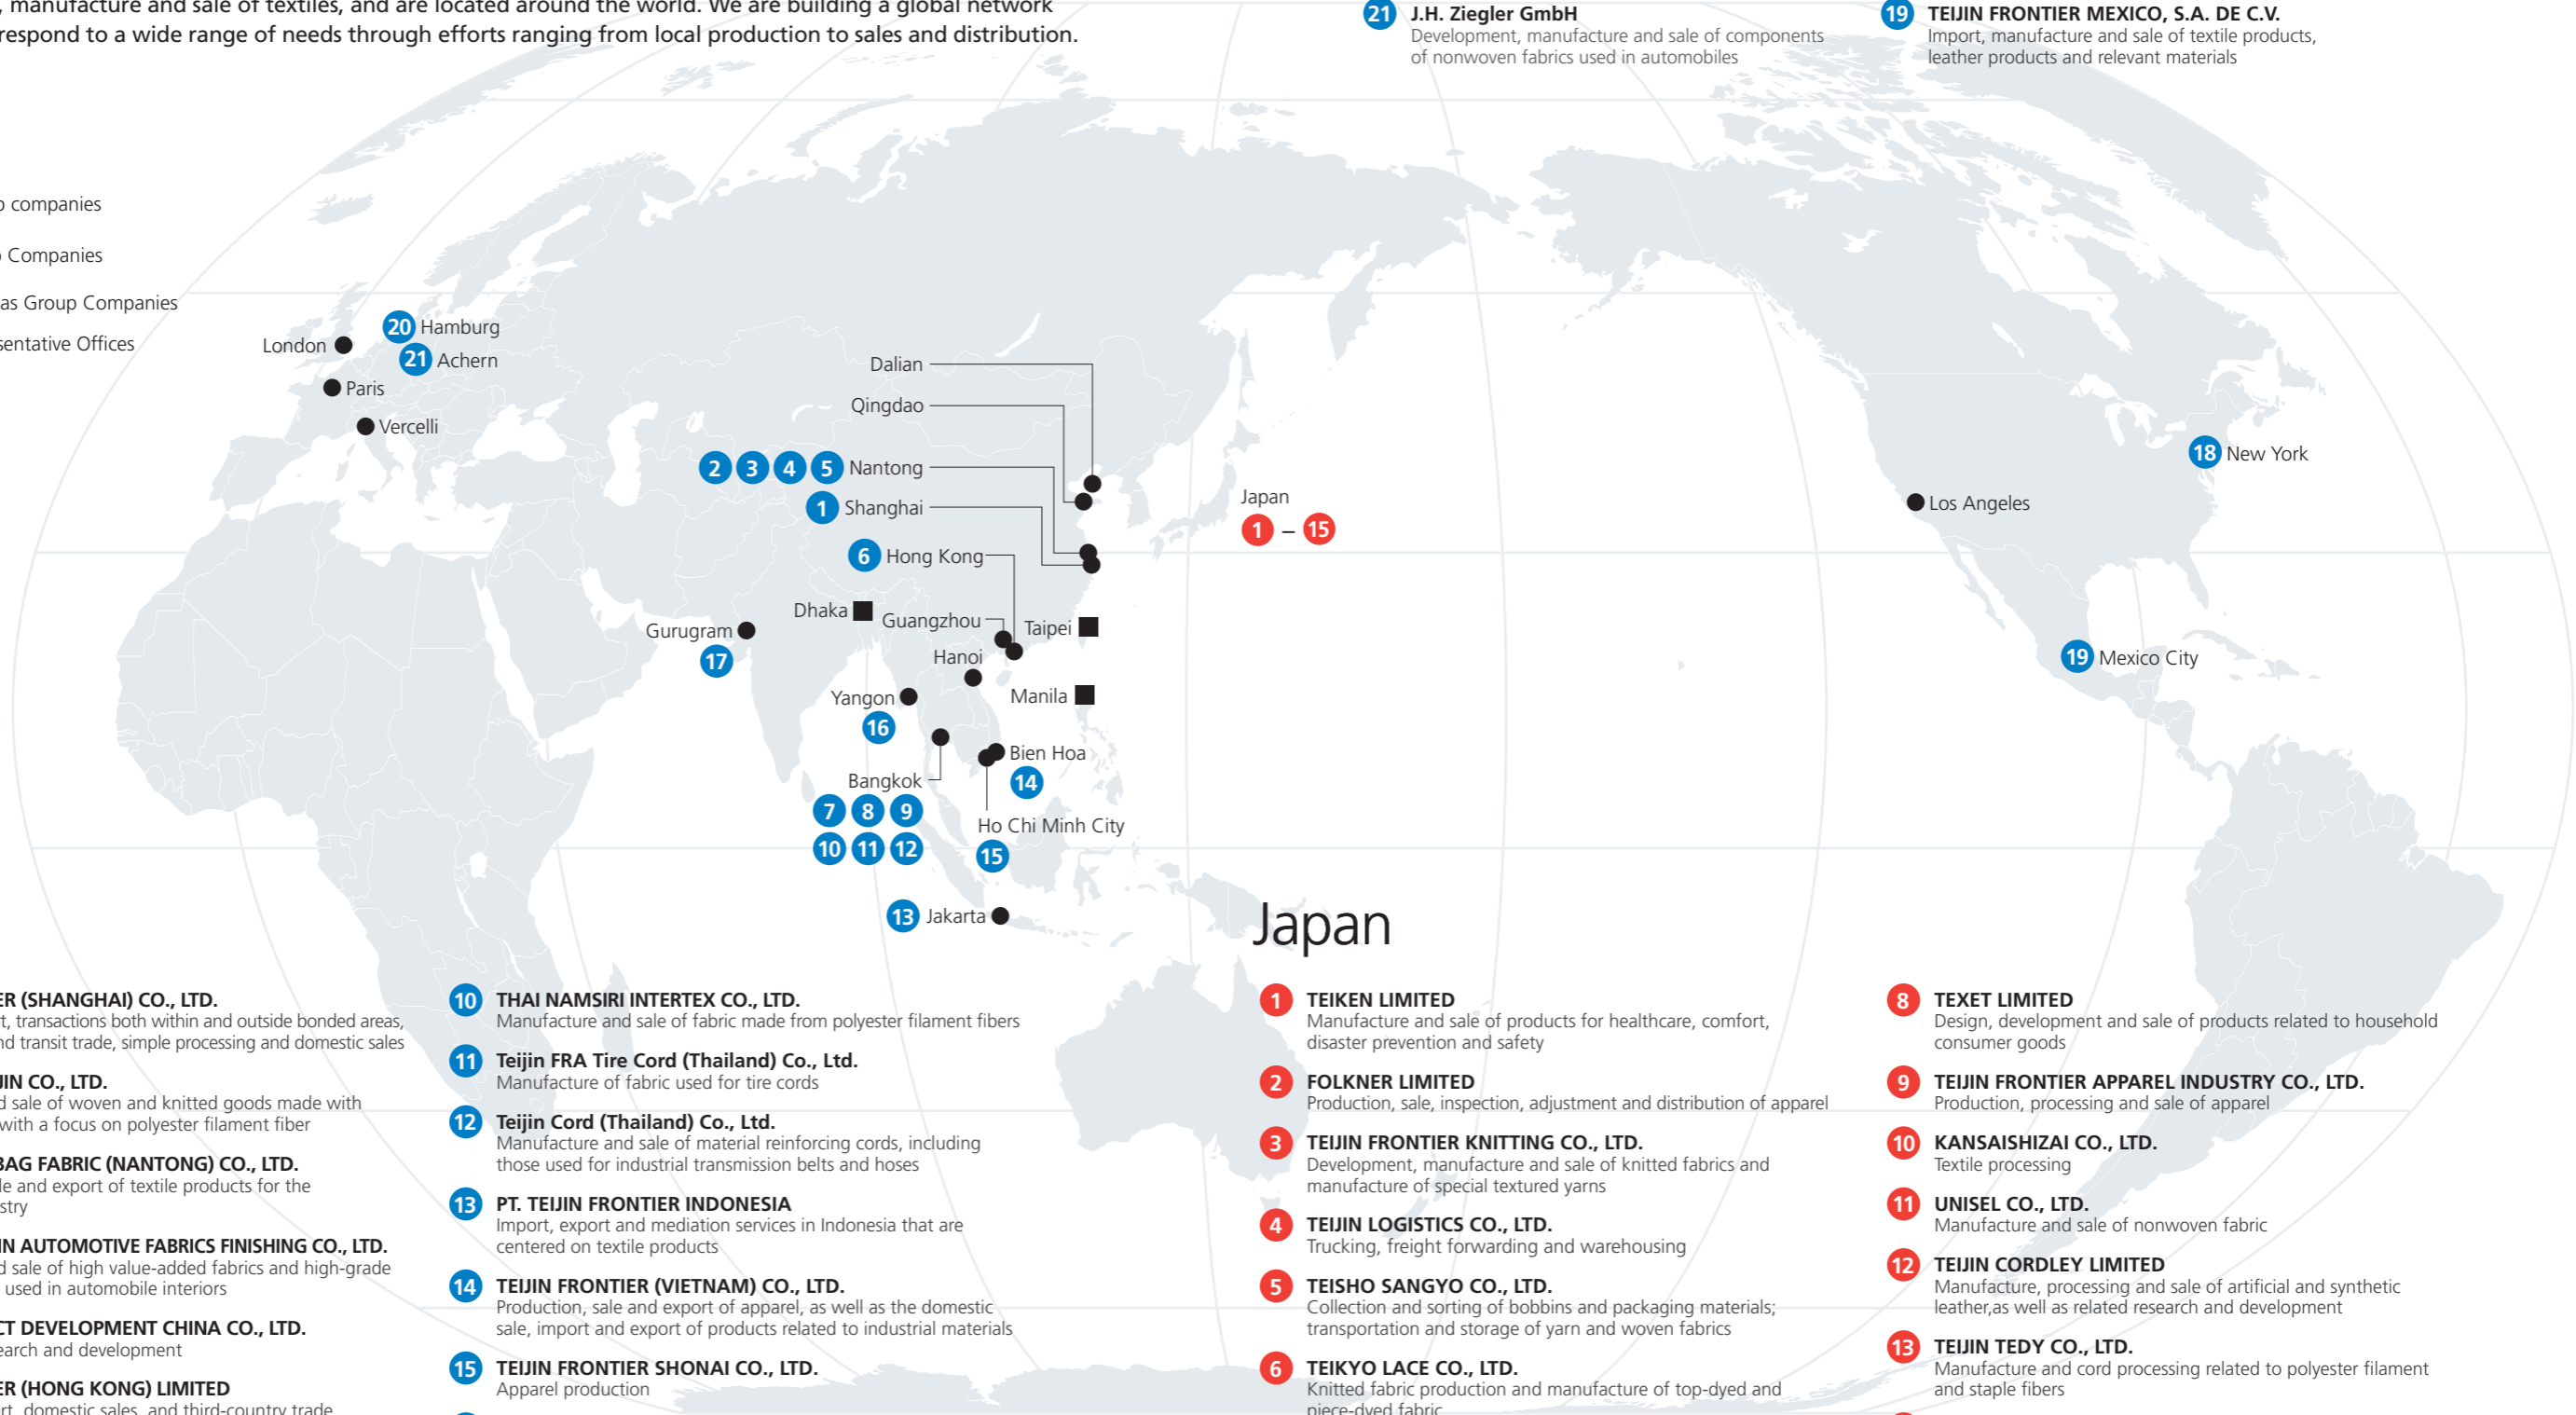 , manufacture and sale of textiles, and are located around the world. We are building a global network
respond to a wide range of needs through efforts ranging from local production to sales and distribution.
21 J.H. Ziegler GmbH
Development, manufacture and sale of components
of nonwoven fabrics used in automobiles
19 TEIJIN FRONTIER MEXICO, S.A. DE C.V.
Import, manufacture and sale of textile products,
leather products and relevant materials
companies
Companies
as Group Companies
sentative Offices
London
20 Hamburg
21 Achern
Paris
Vercelli
Dalian
Qingdao
2 3 4 5 Nantong
1 Shanghai
6 Hong Kong
Dhaka
Guangzhou
Taipei
Gurugram
17
Hanoi
Yangon
16
Manila
Bien Hoa
14
Bangkok
7 8 9
10 11 12
Ho Chi Minh City
15
13 Jakarta
Japan
1 – 15
18 New York
Los Angeles
19 Mexico City
ER (SHANGHAI) CO., LTD.
rt, transactions both within and outside bonded areas,
nd transit trade, simple processing and domestic sales
JIN CO., LTD.
d sale of woven and knitted goods made with
with a focus on polyester filament fiber
BAG FABRIC (NANTONG) CO., LTD.
le and export of textile products for the
stry
IN AUTOMOTIVE FABRICS FINISHING CO., LTD.
d sale of high value-added fabrics and high-grade
used in automobile interiors
CT DEVELOPMENT CHINA CO., LTD.
earch and development
ER (HONG KONG) LIMITED
rt, domestic sales, and third-country trade
10 THAI NAMSIRI INTERTEX CO., LTD.
Manufacture and sale of fabric made from polyester filament fibers
11 Teijin FRA Tire Cord (Thailand) Co., Ltd.
Manufacture of fabric used for tire cords
12 Teijin Cord (Thailand) Co., Ltd.
Manufacture and sale of material reinforcing cords, including
those used for industrial transmission belts and hoses
13 PT. TEIJIN FRONTIER INDONESIA
Import, export and mediation services in Indonesia that are
centered on textile products
14 TEIJIN FRONTIER (VIETNAM) CO., LTD.
Production, sale and export of apparel, as well as the domestic
sale, import and export of products related to industrial materials
15 TEIJIN FRONTIER SHONAI CO., LTD.
Apparel production
Japan
1 TEIKEN LIMITED
Manufacture and sale of products for healthcare, comfort,
disaster prevention and safety
2 FOLKNER LIMITED
Production, sale, inspection, adjustment and distribution of apparel
3 TEIJIN FRONTIER KNITTING CO., LTD.
Development, manufacture and sale of knitted fabrics and
manufacture of special textured yarns
4 TEIJIN LOGISTICS CO., LTD.
Trucking, freight forwarding and warehousing
5 TEISHO SANGYO CO., LTD.
Collection and sorting of bobbins and packaging materials;
transportation and storage of yarn and woven fabrics
6 TEIKYO LACE CO., LTD.
Knitted fabric production and manufacture of top-dyed and
piece-dyed fabric
8 TEXET LIMITED
Design, development and sale of products related to household
consumer goods
9 TEIJIN FRONTIER APPAREL INDUSTRY CO., LTD.
Production, processing and sale of apparel
10 KANSAISHIZAI CO., LTD.
Textile processing
11 UNISEL CO., LTD.
Manufacture and sale of nonwoven fabric
12 TEIJIN CORDLEY LIMITED
Manufacture, processing and sale of artificial and synthetic
leather,as well as related research and development
13 TEIJIN TEDY CO., LTD.
Manufacture and cord processing related to polyester filament
and staple fibers